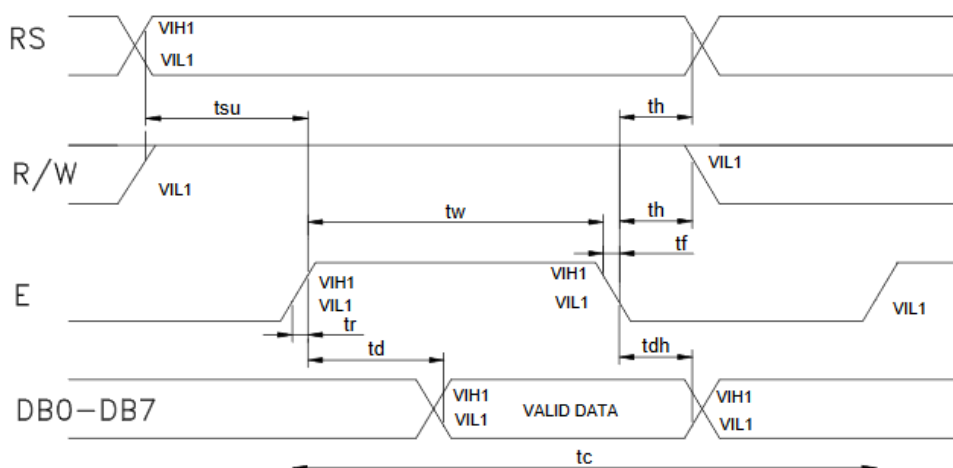 RS VIH1
VIL1
tsu th
R/W VIL1 VIL1
tw th
tf
E VIH1 VIH1
VIL1 VIL1 VIL1
tr
td tdh
DB0-DB7 VIH1 VALID DATA VIH1
VIL1 VIL1
tc